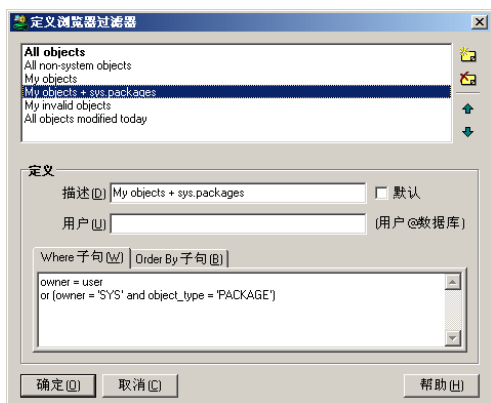 定义浏览器过滤器
All objects
All non-system objects
My objects
My objects + sys.packages
My invalid objects
All objects modified today
定义
描述(D) My objects + sys.packages 默认
用户(U) (用户@数据库)
Where 子句(W) Order By 子句(B)
owner = user
or (owner = 'SYS' and object_type = 'PACKAGE')
确定(O) 取消(C) 帮助(H)